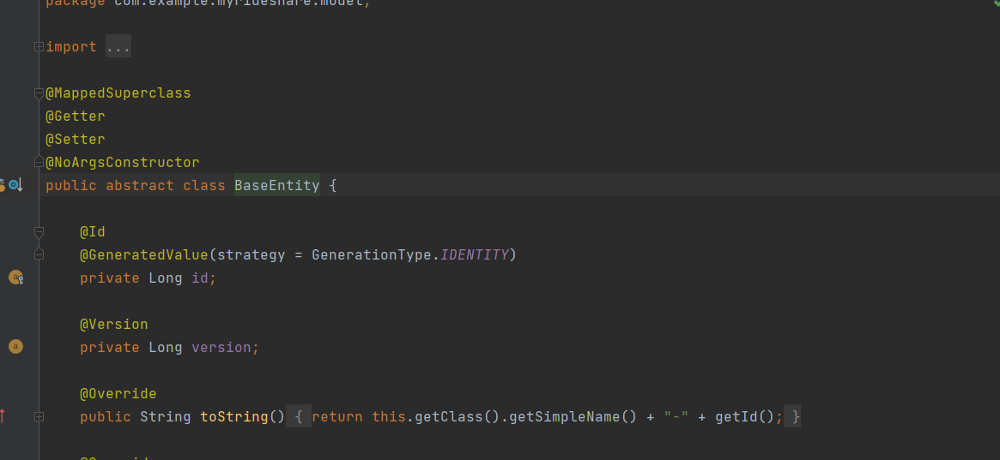 package com.example.myrideshare.model;
import ...
@MappedSuperclass
@Getter
@Setter
@NoArgsConstructor
public abstract class BaseEntity {
@Id
@GeneratedValue(strategy = GenerationType.IDENTITY)
private Long id;
@Version
private Long version;
@Override
public String toString() { return this.getClass().getSimpleName() + "-" + getId(); }
@Override